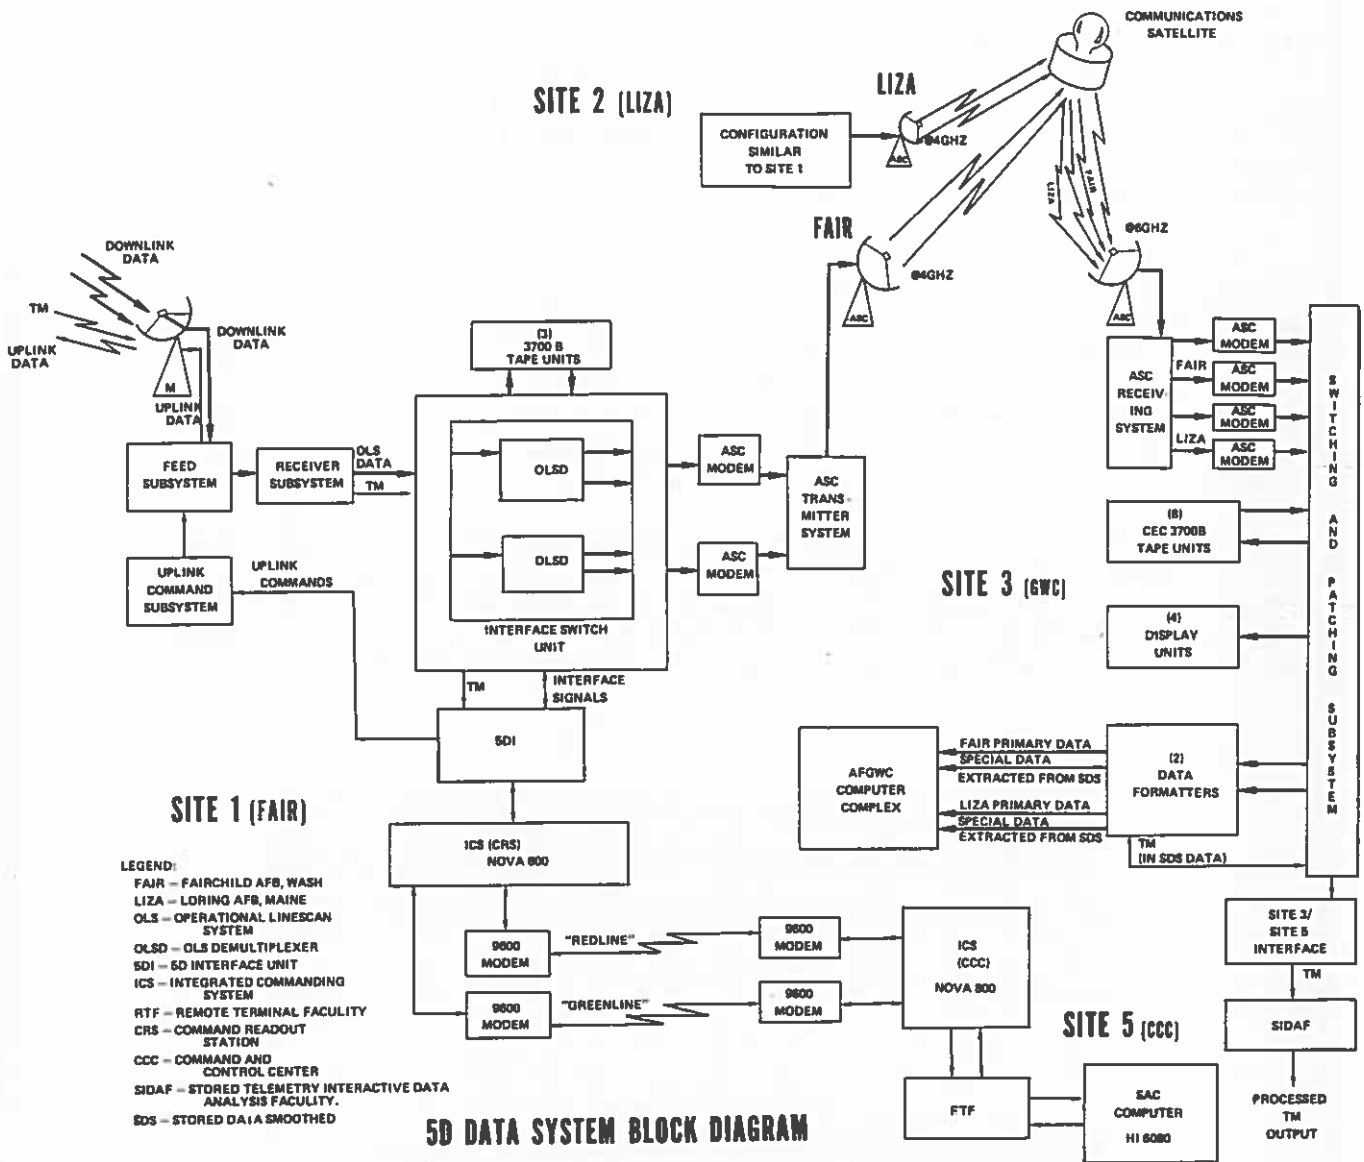 COMMUNICATIONS
SATELLITE
SITE 2 (LIZA)
LIZA
CONFIGURATION
SIMILAR
TO SITE 1
@4GHZ
ASC
LIZA
FAIR
FAIR
@4GHZ
ASC
@6GHZ
ASC
DOWNLINK
DATA
TM
UPLINK
DATA
DOWNLINK
DATA
M
UPLINK
DATA
FEED
SUBSYSTEM
RECEIVER
SUBSYSTEM
OLS
DATA
TM
UPLINK
COMMAND
SUBSYSTEM
UPLINK
COMMANDS
(3)
3700 B
TAPE UNITS
OLSD
OLSD
INTERFACE SWITCH
UNIT
ASC
MODEM
ASC
MODEM
ASC
TRANS-
MITTER
SYSTEM
TM
INTERFACE
SIGNALS
5DI
ICS (CRS)
NOVA 800
9600
MODEM
"REDLINE"
9600
MODEM
9600
MODEM
"GREENLINE"
9600
MODEM
ICS
(CCC)
NOVA 800
FTF
SITE 5 (CCC)
SAC
COMPUTER
HI 6080
SITE 3 (GWC)
ASC
RECEIV-
ING
SYSTEM
FAIR
LIZA
ASC
MODEM
ASC
MODEM
ASC
MODEM
ASC
MODEM
SWITCHING AND PATCHING SUBSYSTEM
(8)
CEC 3700B
TAPE UNITS
(4)
DISPLAY
UNITS
(2)
DATA
FORMATTERS
AFGWC
COMPUTER
COMPLEX
FAIR PRIMARY DATA
SPECIAL DATA
EXTRACTED FROM SDS
LIZA PRIMARY DATA
SPECIAL DATA
EXTRACTED FROM SDS
TM
(IN SDS DATA)
SITE 3/
SITE 5
INTERFACE
TM
SIDAF
PROCESSED
TM
OUTPUT
SITE 1 (FAIR)
LEGEND:
FAIR – FAIRCHILD AFB, WASH
LIZA – LORING AFB, MAINE
OLS – OPERATIONAL LINESCAN
SYSTEM
OLSD – OLS DEMULTIPLEXER
5DI – 5D INTERFACE UNIT
ICS – INTEGRATED COMMANDING
SYSTEM
RTF – REMOTE TERMINAL FACULITY
CRS – COMMAND READOUT
STATION
CCC – COMMAND AND
CONTROL CENTER
SIDAF – STORED TELEMETRY INTERACTIVE DATA
ANALYSIS FACULITY.
SDS – STORED DATA SMOOTHED
5D DATA SYSTEM BLOCK DIAGRAM